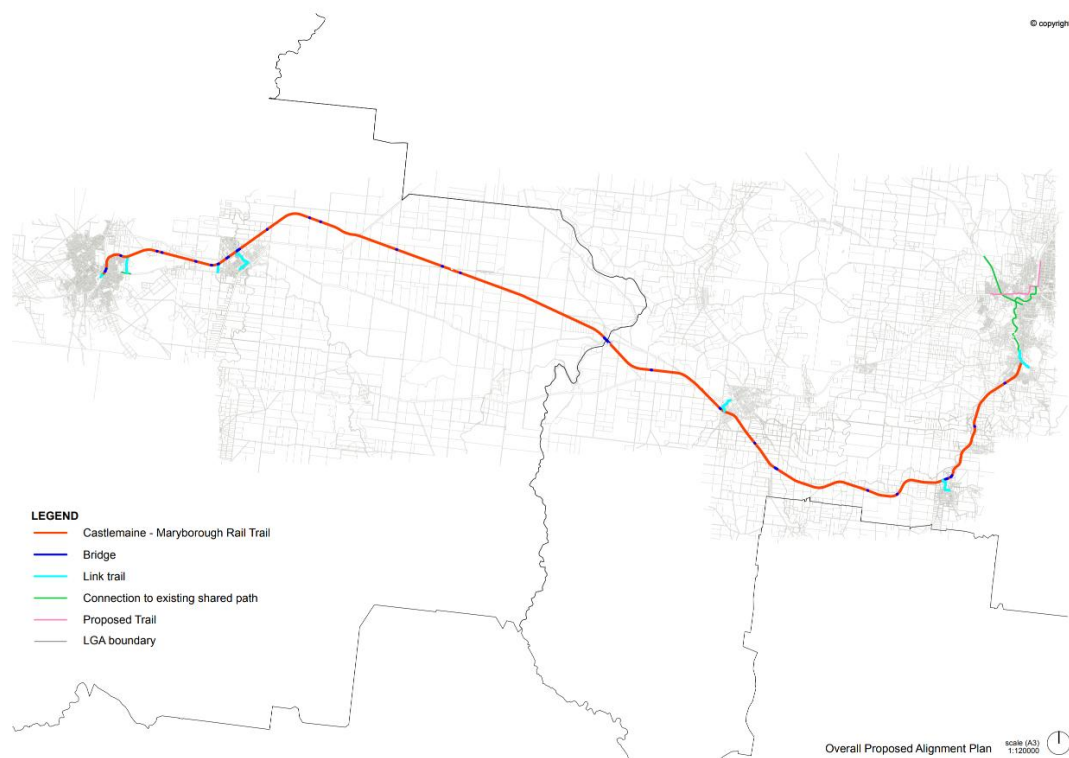 © copyright
LEGEND
Castlemaine - Maryborough Rail Trail
Bridge
Link trail
Connection to existing shared path
Proposed Trail
LGA boundary
Overall Proposed Alignment Plan
scale (A3)
1:120000